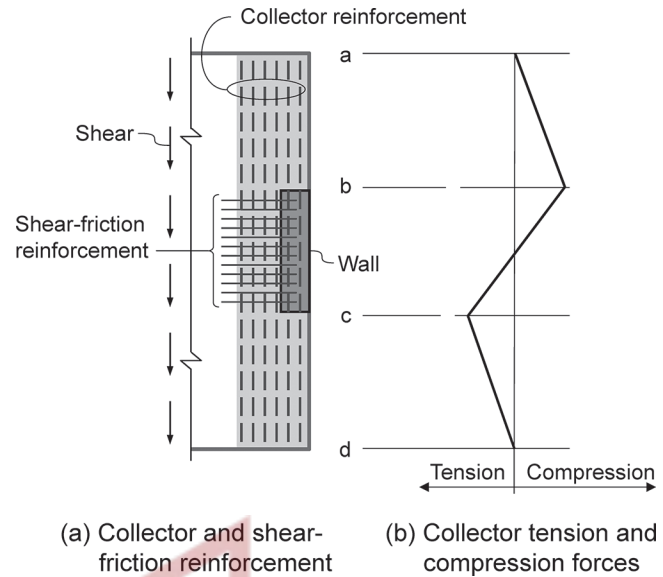 Collector reinforcement
Shear
Shear-friction
reinforcement
Wall
a
b
c
d
Tension
Compression
(a) Collector and shear-
friction reinforcement
(b) Collector tension and
compression forces